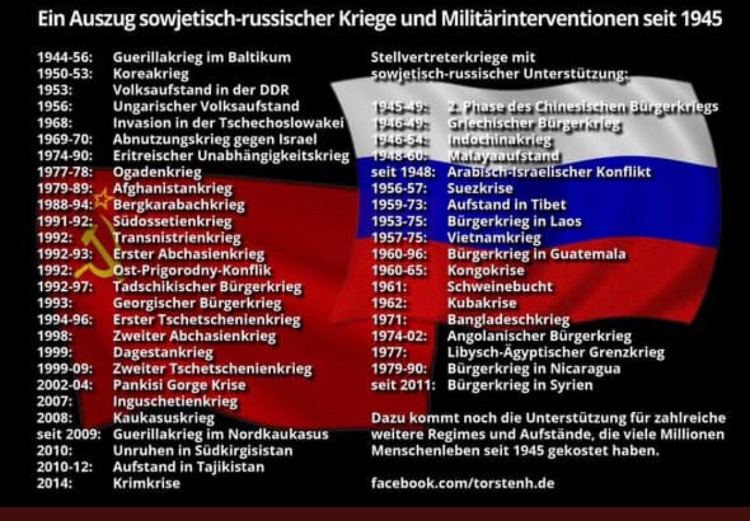 Ein Auszug sowjetisch-russischer Kriege und Militärinterventionen seit 1945
1944-56: Guerillakrieg im Baltikum
1950-53: Koreakrieg
1953: Volksaufstand in der DDR
1956: Ungarischer Volksaufstand
1968: Invasion in der Tschechoslowakei
1969-70: Abnutzungskrieg gegen Israel
1974-90: Eritreischer Unabhängigkeitskrieg
1977-78: Ogadenkrieg
1979-89: Afghanistankrieg
1988-94: Bergkarabachkrieg
1991-92: Südossetienkrieg
1992: Transnistrienkrieg
1992-93: Erster Abchasienkrieg
1992: Ost-Prigorodny-Konflik
1992-97: Tadschikischer Bürgerkrieg
1993: Georgischer Bürgerkrieg
1994-96: Erster Tschetschenienkrieg
1998: Zweiter Abchasienkrieg
1999: Dagestankrieg
1999-09: Zweiter Tschetschenienkrieg
2002-04: Pankisi Gorge Krise
2007: Inguschetienkrieg
2008: Kaukasuskrieg
seit 2009: Guerillakrieg im Nordkaukasus
2010: Unruhen in Südkirgisistan
2010-12: Aufstand in Tajikistan
2014: Krimkrise
Stellvertreterkriege mit
sowjetisch-russischer Unterstützung:
1945-49: 2. Phase des Chinesischen Bürgerkriegs
1946-49: Griechischer Bürgerkrieg
1946-54: Indochinakrieg
1948-60: Malayaaufstand
seit 1948: Arabisch-Israelischer Konflikt
1956-57: Suezkrise
1959-73: Aufstand in Tibet
1953-75: Bürgerkrieg in Laos
1957-75: Vietnamkrieg
1960-96: Bürgerkrieg in Guatemala
1960-65: Kongokrise
1961: Schweinebucht
1962: Kubakrise
1971: Bangladeschkrieg
1974-02: Angolanischer Bürgerkrieg
1977: Libysch-Ägyptischer Grenzkrieg
1979-90: Bürgerkrieg in Nicaragua
seit 2011: Bürgerkrieg in Syrien
Dazu kommt noch die Unterstützung für zahlreiche
weitere Regimes und Aufstände, die viele Millionen
Menschenleben seit 1945 gekostet haben.
facebook.com/torstenh.de